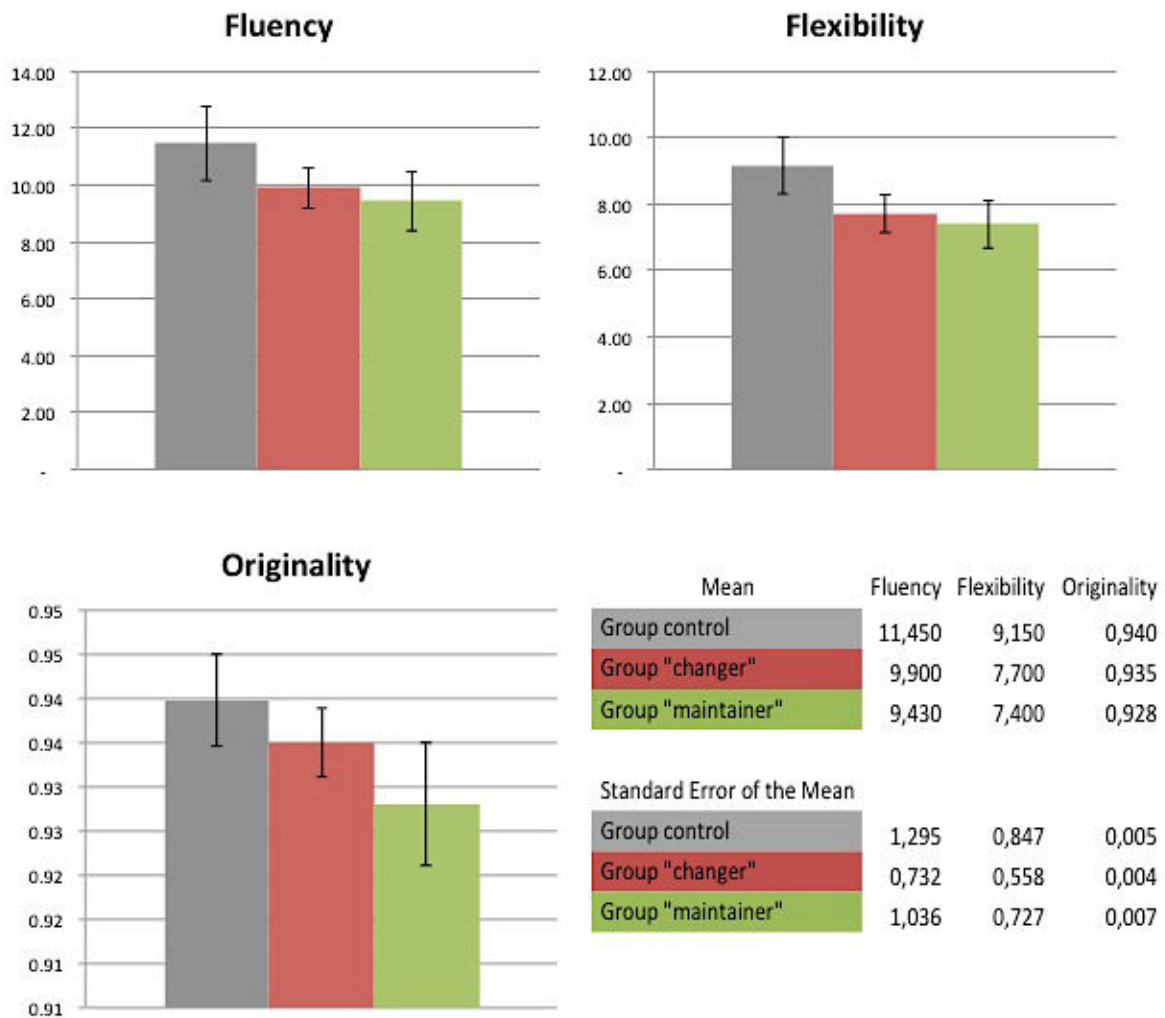 Fluency
14.00
12.00
10.00
8.00
6.00
4.00
2.00
-
Flexibility
12.00
10.00
8.00
6.00
4.00
2.00
-
Originality
0.95
0.95
0.94
0.94
0.93
0.93
0.92
0.92
0.91
0.91
Mean Fluency Flexibility Originality
Group control 11,450 9,150 0,940
Group "changer" 9,900 7,700 0,935
Group "maintainer" 9,430 7,400 0,928
Standard Error of the Mean
Group control 1,295 0,847 0,005
Group "changer" 0,732 0,558 0,004
Group "maintainer" 1,036 0,727 0,007